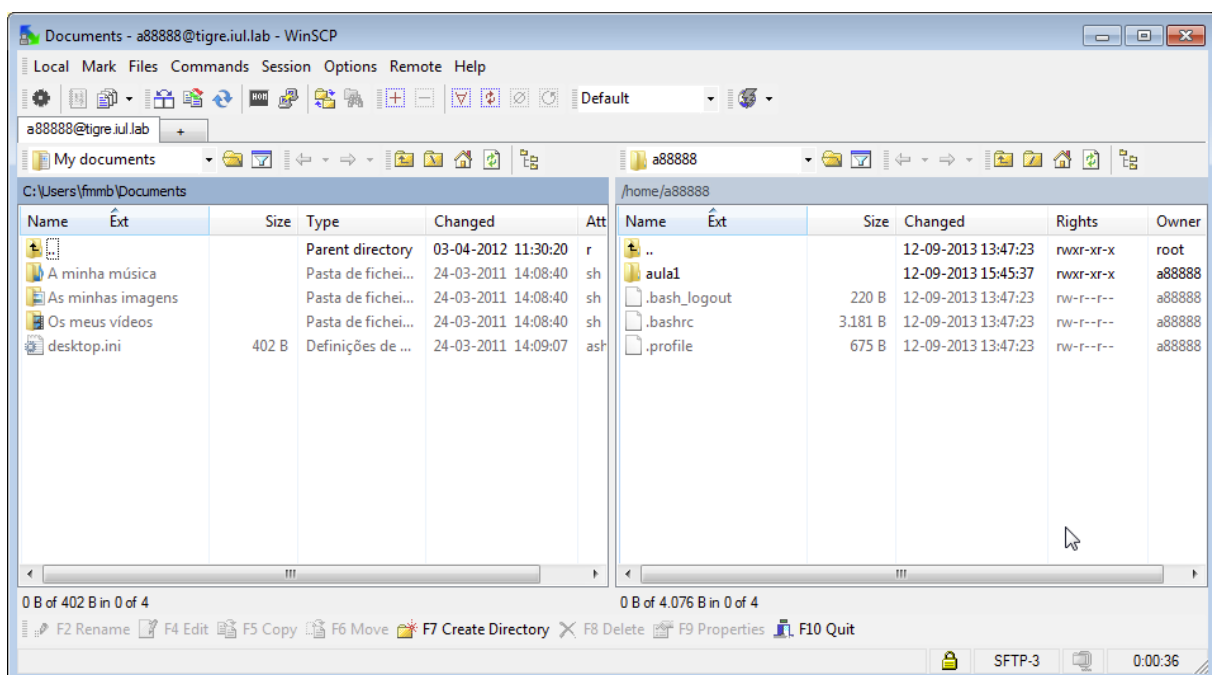 Documents - a88888@tigre.iul.lab - WinSCP
Local Mark Files Commands Session Options Remote Help
Default
a88888@tigre.iul.lab +
My documents a88888
C:\Users\fmmb\Documents /home/a88888
Name Ext Size Type Changed Att Name Ext Size Changed Rights Owner
.. Parent directory 03-04-2012 11:30:20 r .. 12-09-2013 13:47:23 rwxr-xr-x root
A minha música Pasta de fichei... 24-03-2011 14:08:40 sh aula1 12-09-2013 15:45:37 rwxr-xr-x a88888
As minhas imagens Pasta de fichei... 24-03-2011 14:08:40 sh .bash_logout 220 B 12-09-2013 13:47:23 rw-r--r-- a88888
Os meus vídeos Pasta de fichei... 24-03-2011 14:08:40 sh .bashrc 3.181 B 12-09-2013 13:47:23 rw-r--r-- a88888
desktop.ini 402 B Definições de ... 24-03-2011 14:09:07 ash .profile 675 B 12-09-2013 13:47:23 rw-r--r-- a88888
0 B of 402 B in 0 of 4 0 B of 4.076 B in 0 of 4
F2 Rename F4 Edit F5 Copy F6 Move F7 Create Directory F8 Delete F9 Properties F10 Quit
SFTP-3 0:00:36